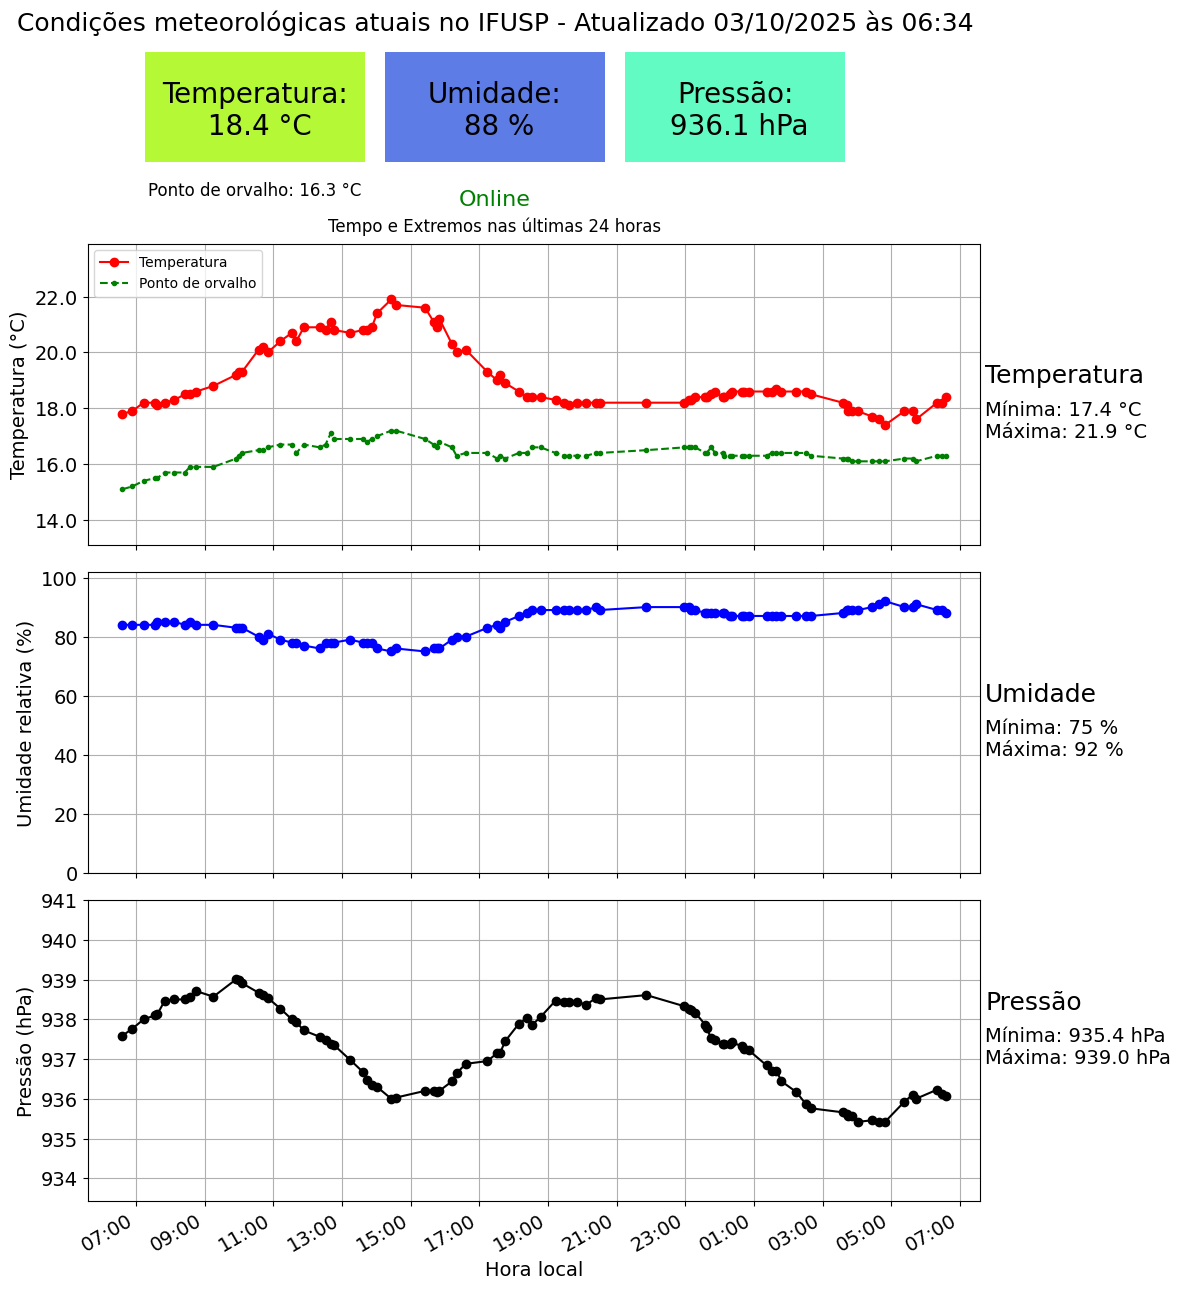 Condições meteorológicas atuais no IFUSP - Atualizado 03/10/2025 às 06:34
Temperatura:
18.4 °C
Umidade:
88 %
Pressão:
936.1 hPa
Ponto de orvalho: 16.3 °C
Online
Tempo e Extremos nas últimas 24 horas
Temperatura
Ponto de orvalho
Temperatura (°C)
22.0
20.0
18.0
16.0
14.0
Temperatura
Mínima: 17.4 °C
Máxima: 21.9 °C
Umidade relativa (%)
100
80
60
40
20
0
Umidade
Mínima: 75 %
Máxima: 92 %
Pressão (hPa)
941
940
939
938
937
936
935
934
Pressão
Mínima: 935.4 hPa
Máxima: 939.0 hPa
07:00 09:00 11:00 13:00 15:00 17:00 19:00 21:00 23:00 01:00 03:00 05:00 07:00
Hora local